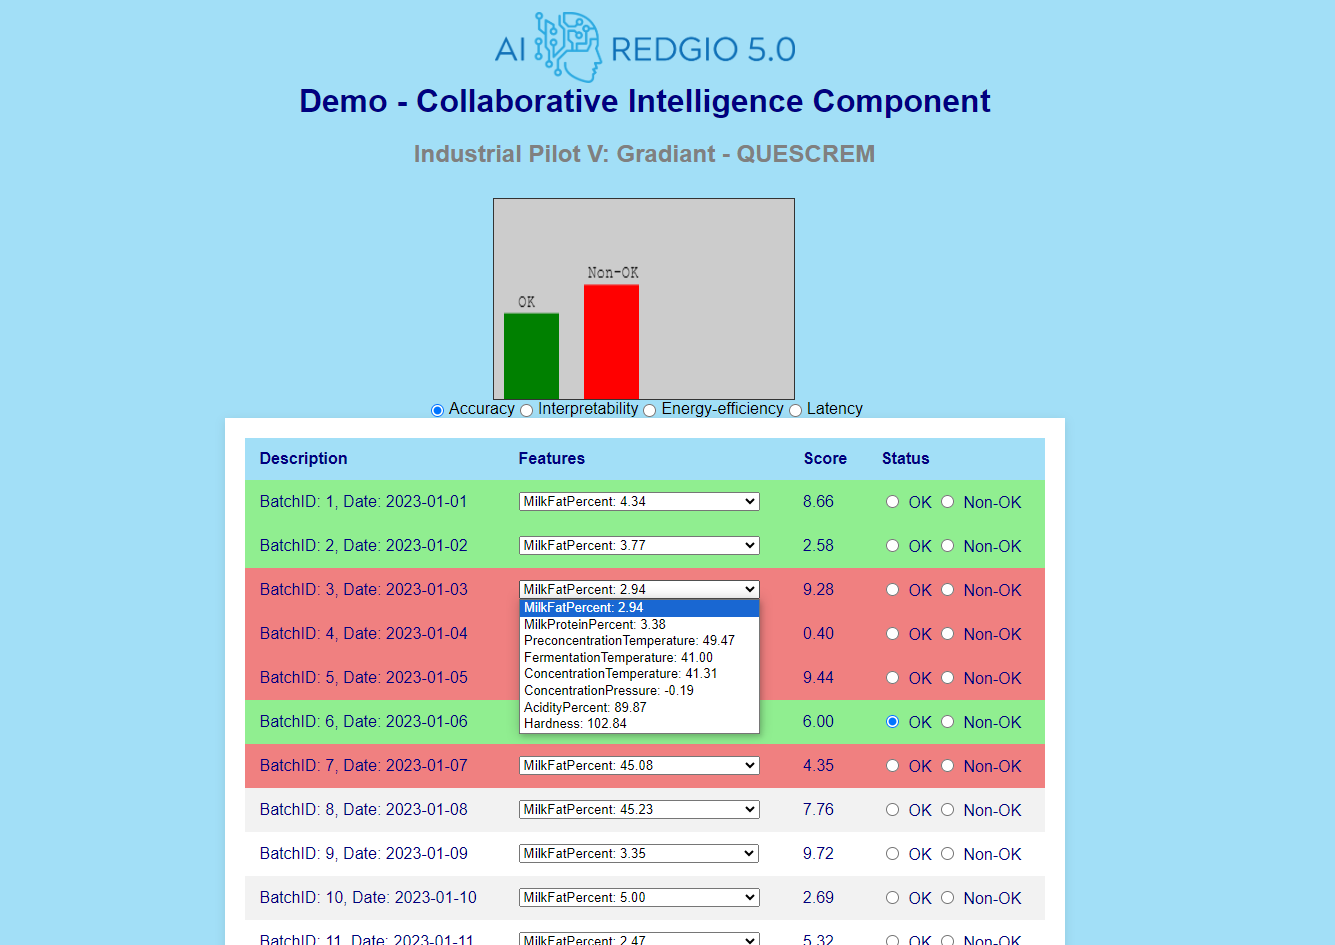 AI REDGIO 5.0
Demo - Collaborative Intelligence Component
Industrial Pilot V: Gradiant - QUESCREM
Non-OK
OK
Accuracy Interpretability Energy-efficiency Latency
Description Features Score Status
BatchID: 1, Date: 2023-01-01 MilkFatPercent: 4.34 8.66 OK Non-OK
BatchID: 2, Date: 2023-01-02 MilkFatPercent: 3.77 2.58 OK Non-OK
BatchID: 3, Date: 2023-01-03 MilkFatPercent: 2.94 9.28 OK Non-OK
MilkFatPercent: 2.94
MilkProteinPercent: 3.38
BatchID: 4, Date: 2023-01-04 0.40 OK Non-OK
PreconcentrationTemperature: 49.47
FermentationTemperature: 41.00
ConcentrationTemperature: 41.31
BatchID: 5, Date: 2023-01-05 9.44 OK Non-OK
ConcentrationPressure: -0.19
AcidityPercent: 89.87
Hardness: 102.84
BatchID: 6, Date: 2023-01-06 6.00 OK Non-OK
BatchID: 7, Date: 2023-01-07 MilkFatPercent: 45.08 4.35 OK Non-OK
BatchID: 8, Date: 2023-01-08 MilkFatPercent: 45.23 7.76 OK Non-OK
BatchID: 9, Date: 2023-01-09 MilkFatPercent: 3.35 9.72 OK Non-OK
BatchID: 10, Date: 2023-01-10 MilkFatPercent: 5.00 2.69 OK Non-OK
BatchID: 11, Date: 2023-01-11 MilkFatPercent: 2.47 5.32 OK Non-OK